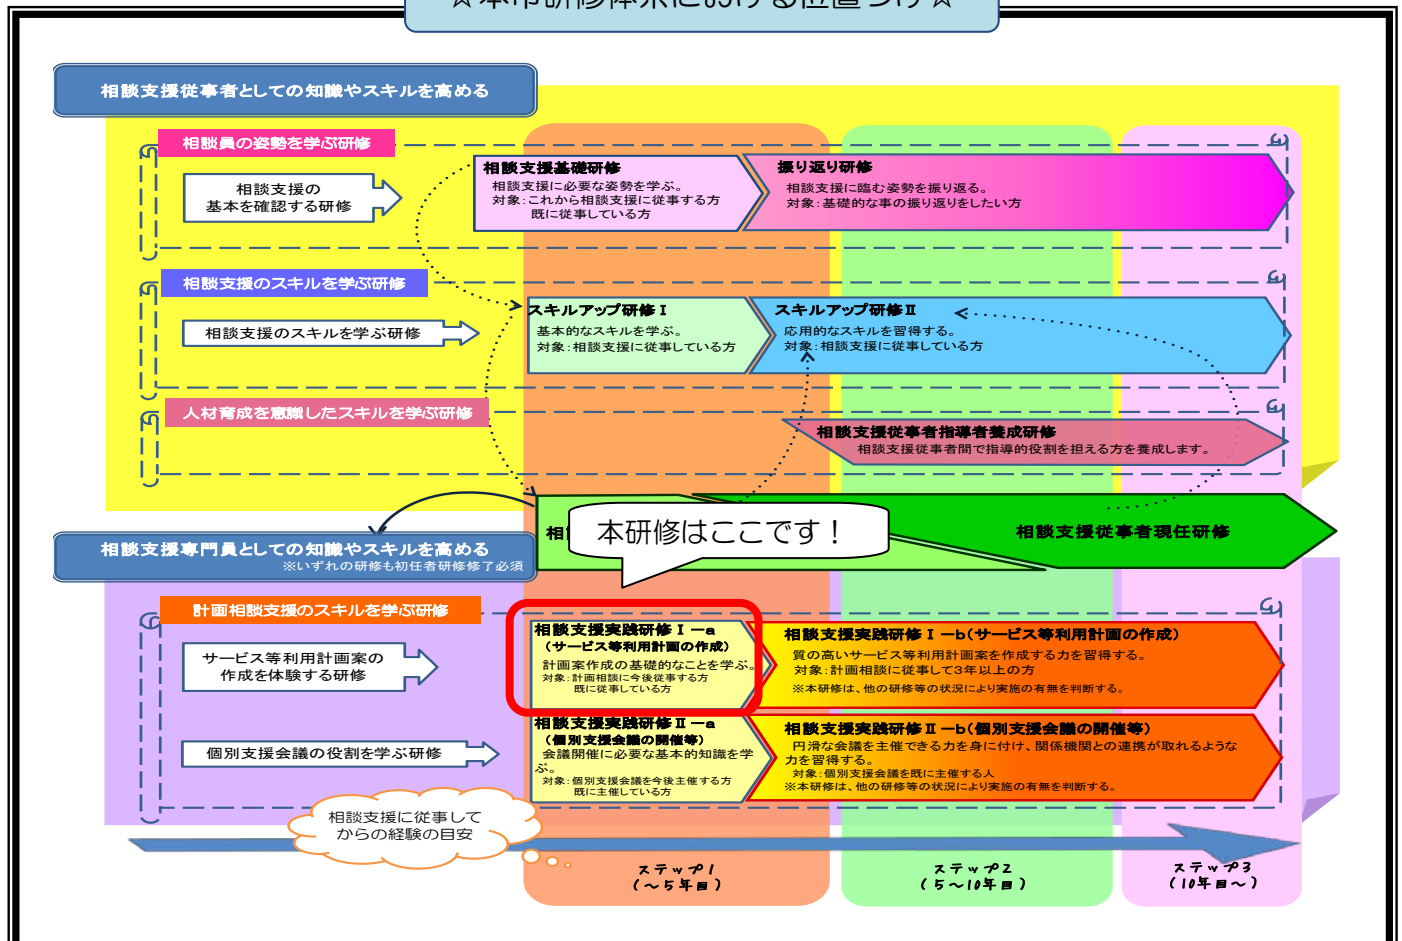 ☆本市研修体系における位置づけ☆
相談支援従事者としての知識やスキルを高める
相談員の姿勢を学ぶ研修
相談支援の
基本を確認する研修
相談支援基礎研修
相談支援に必要な姿勢を学ぶ。
対象：これから相談支援に従事する方
既に従事している方
振り返り研修
相談支援に臨む姿勢を振り返る。
対象：基礎的な事の振り返りをしたい方
相談支援のスキルを学ぶ研修
相談支援のスキルを学ぶ研修
スキルアップ研修Ⅰ
基本的なスキルを学ぶ。
対象：相談支援に従事している方
スキルアップ研修Ⅱ
応用的なスキルを習得する。
対象：相談支援に従事している方
人材育成を意識したスキルを学ぶ研修
相談支援従事者指導者養成研修
相談支援従事者間で指導的役割を担える方を養成します。
相
本研修はここです！
相談支援従事者現任研修
相談支援専門員としての知識やスキルを高める
※いずれの研修も初任者研修修了必須
計画相談支援のスキルを学ぶ研修
サービス等利用計画案の
作成を体験する研修
相談支援実践研修Ⅰ－a
（サービス等利用計画の作成）
計画案作成の基礎的なことを学ぶ。
対象：計画相談に今後従事する方
既に従事している方
相談支援実践研修Ⅰ－b（サービス等利用計画の作成）
質の高いサービス等利用計画案を作成する力を習得する。
対象：計画相談に従事して3年以上の方
※本研修は、他の研修等の状況により実施の有無を判断する。
個別支援会議の役割を学ぶ研修
相談支援実践研修Ⅱ－a
（個別支援会議の開催等）
会議開催に必要な基本的知識を学
ぶ。
対象：個別支援会議を今後主催する方
既に主催している方
相談支援実践研修Ⅱ－b（個別支援会議の開催等）
円滑な会議を主催できる力を身に付け、関係機関との連携が取れるような
力を習得する。
対象：個別支援会議を既に主催する人
※本研修は、他の研修等の状況により実施の有無を判断する。
相談支援に従事して
からの経験の目安
ステップ1
（～5年目）
ステップ2
（5～10年目）
ステップ3
（10年目～）